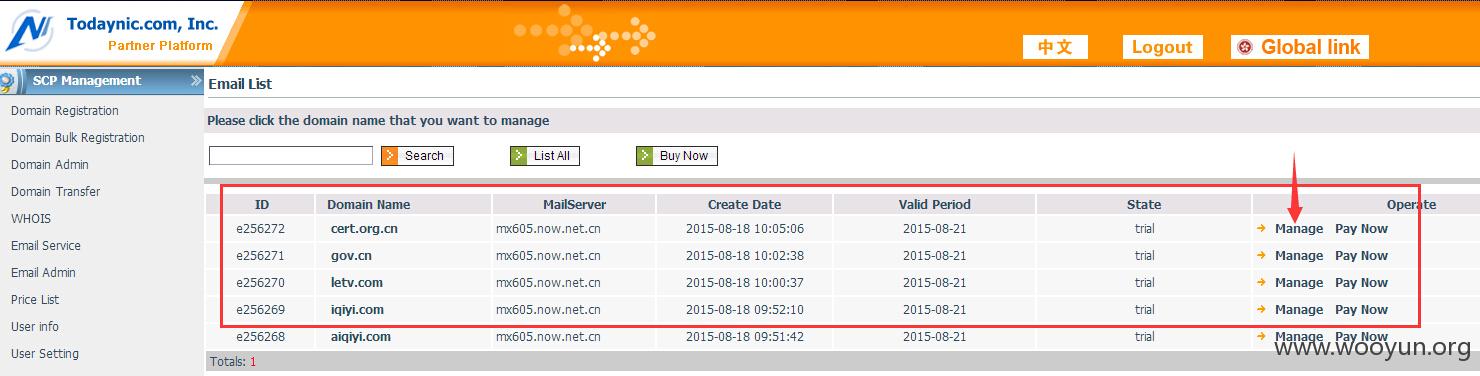 Todaynic.com, Inc.
Partner Platform
中文 Logout Global link
SCP Management
Domain Registration
Domain Bulk Registration
Domain Admin
Domain Transfer
WHOIS
Email Service
Email Admin
Price List
User info
User Setting
Email List
Please click the domain name that you want to manage
Search List All Buy Now
ID Domain Name MailServer Create Date Valid Period State Operate
e256272 cert.org.cn mx605.now.net.cn 2015-08-18 10:05:06 2015-08-21 trial Manage Pay Now
e256271 gov.cn mx605.now.net.cn 2015-08-18 10:02:38 2015-08-21 trial Manage Pay Now
e256270 letv.com mx605.now.net.cn 2015-08-18 10:00:37 2015-08-21 trial Manage Pay Now
e256269 iqiyi.com mx605.now.net.cn 2015-08-18 09:52:10 2015-08-21 trial Manage Pay Now
e256268 aiqiyi.com mx605.now.net.cn 2015-08-18 09:51:42 2015-08-21 trial Manage Pay Now
Totals: 1
www.wooyun.org